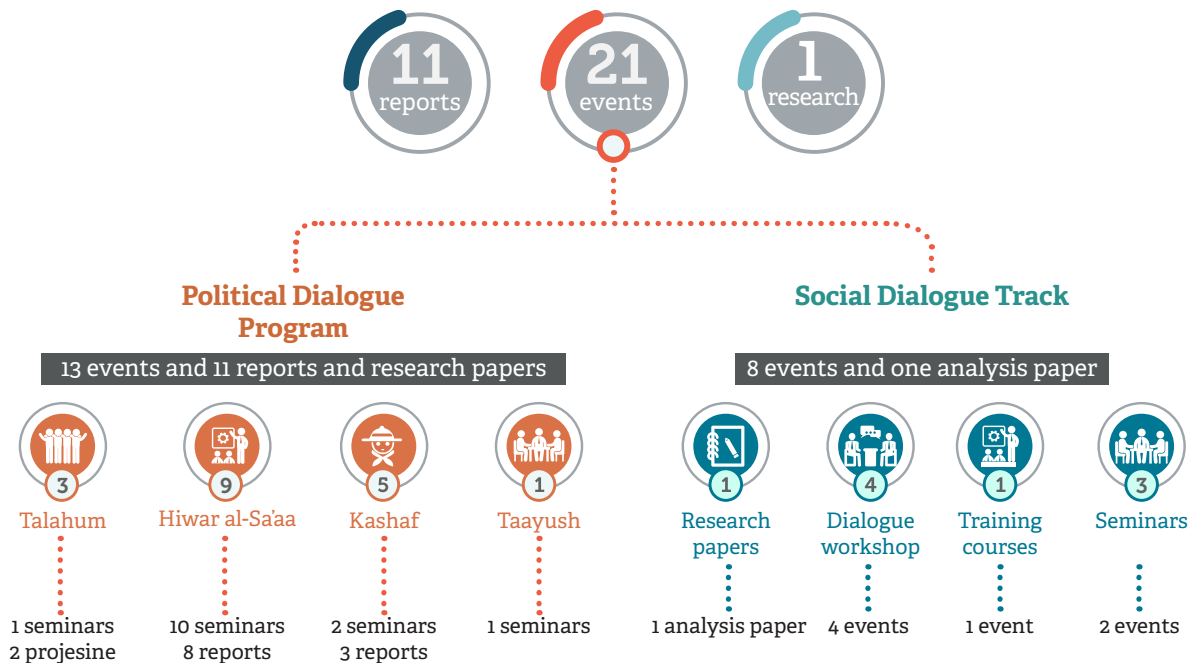 11
reports
21
events
1
research
Political Dialogue
Program
13 events and 11 reports and research papers
3
Talahum
1 seminars
2 projesine
9
Hiwar al-Sa'aa
10 seminars
8 reports
5
Kashaf
2 seminars
3 reports
1
Taayush
1 seminars
Social Dialogue Track
8 events and one analysis paper
1
Research
papers
1 analysis paper
4
Dialogue
workshop
4 events
1
Training
courses
1 event
3
Seminars
2 events